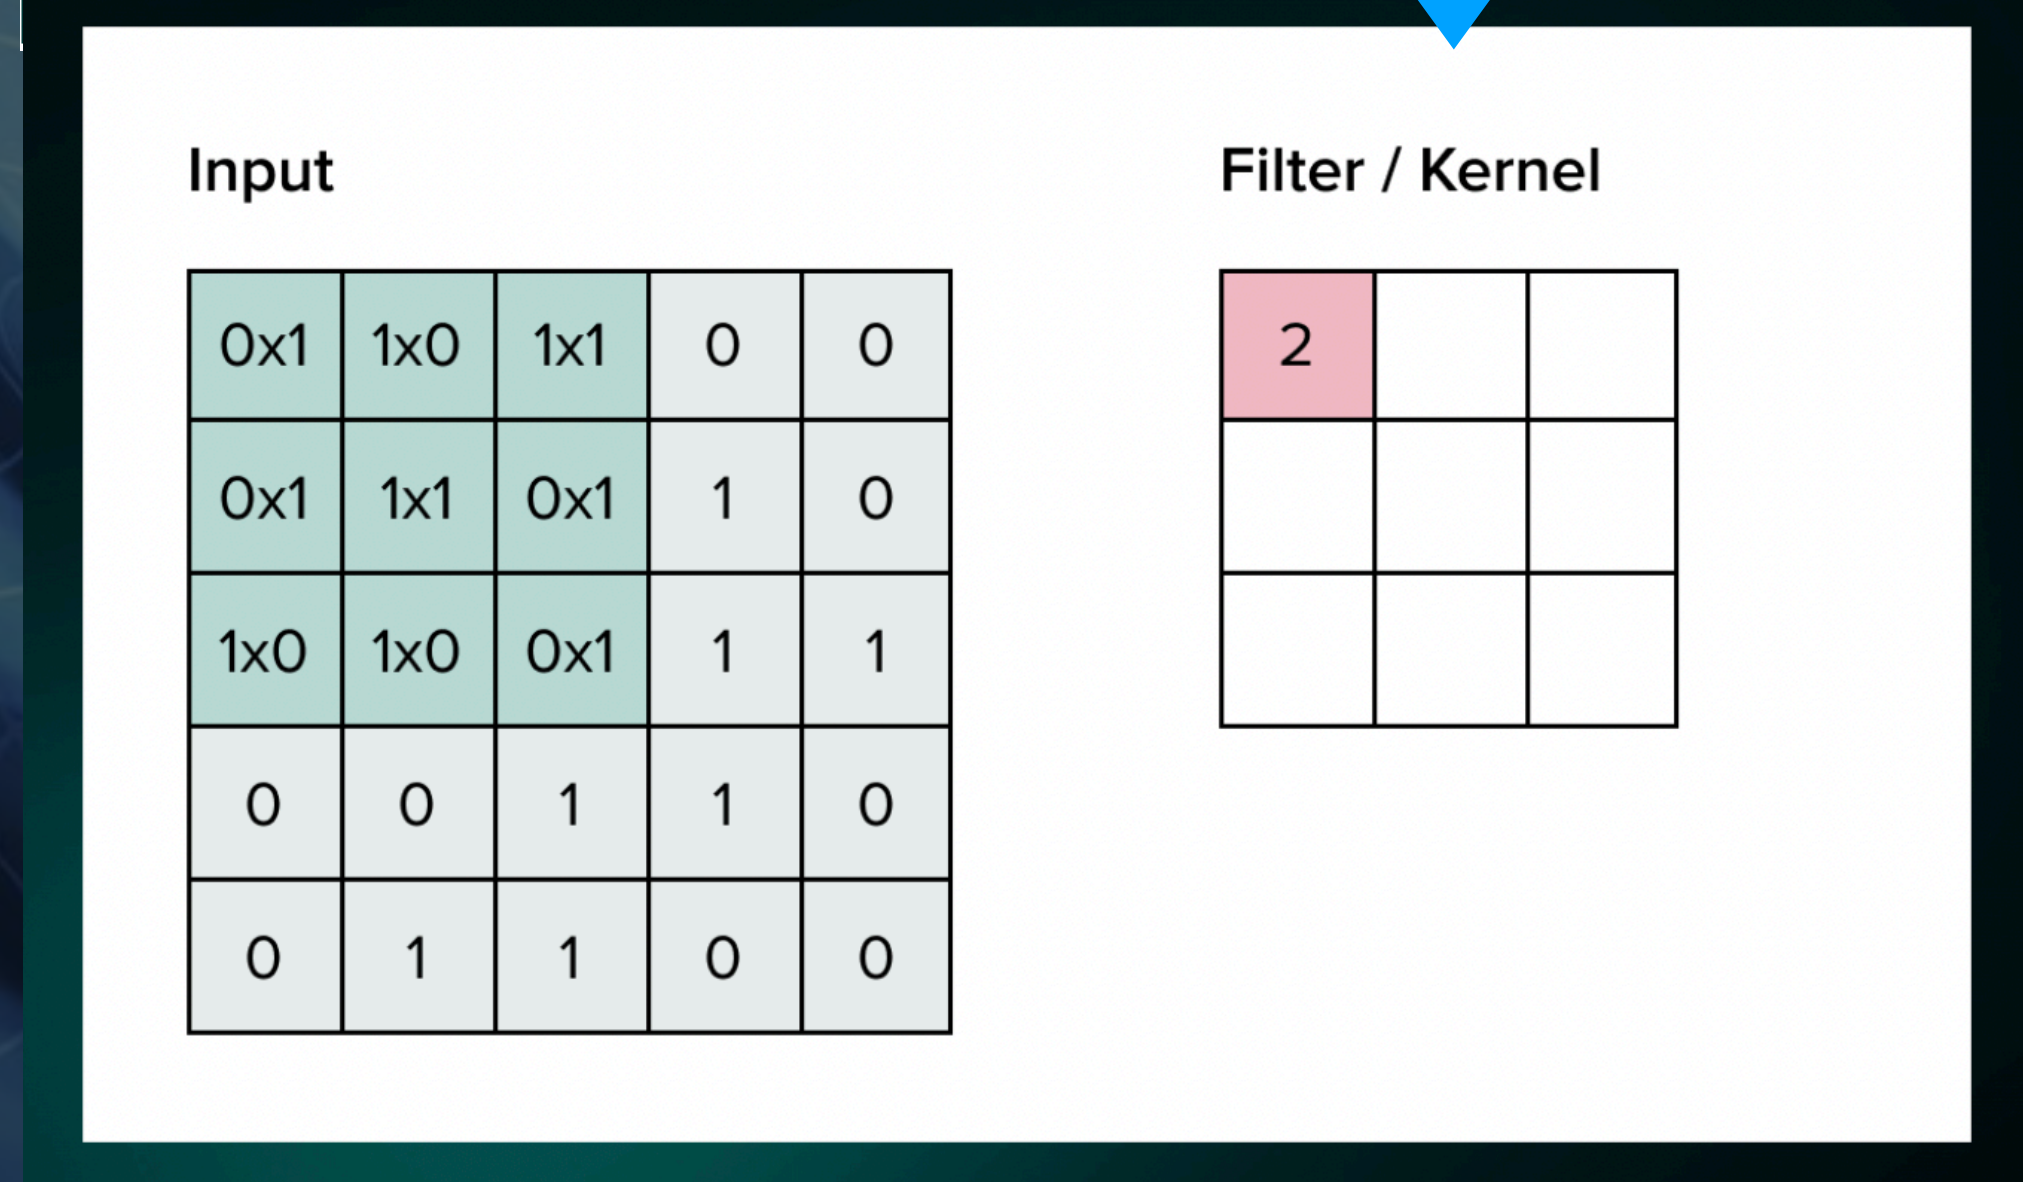 Input
Filter / Kernel
0x1 1x0 1x1 0 0
0x1 1x1 0x1 1 0
1x0 1x0 0x1 1 1
0 0 1 1 0
0 1 1 0 0
2